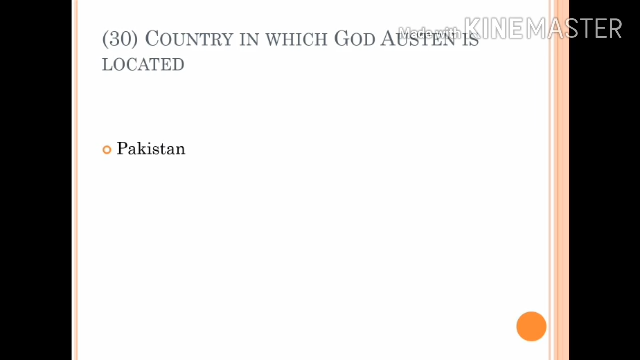 Made with KINEMASTER
(30) COUNTRY IN WHICH GOD AUSTEN IS
LOCATED
Pakistan